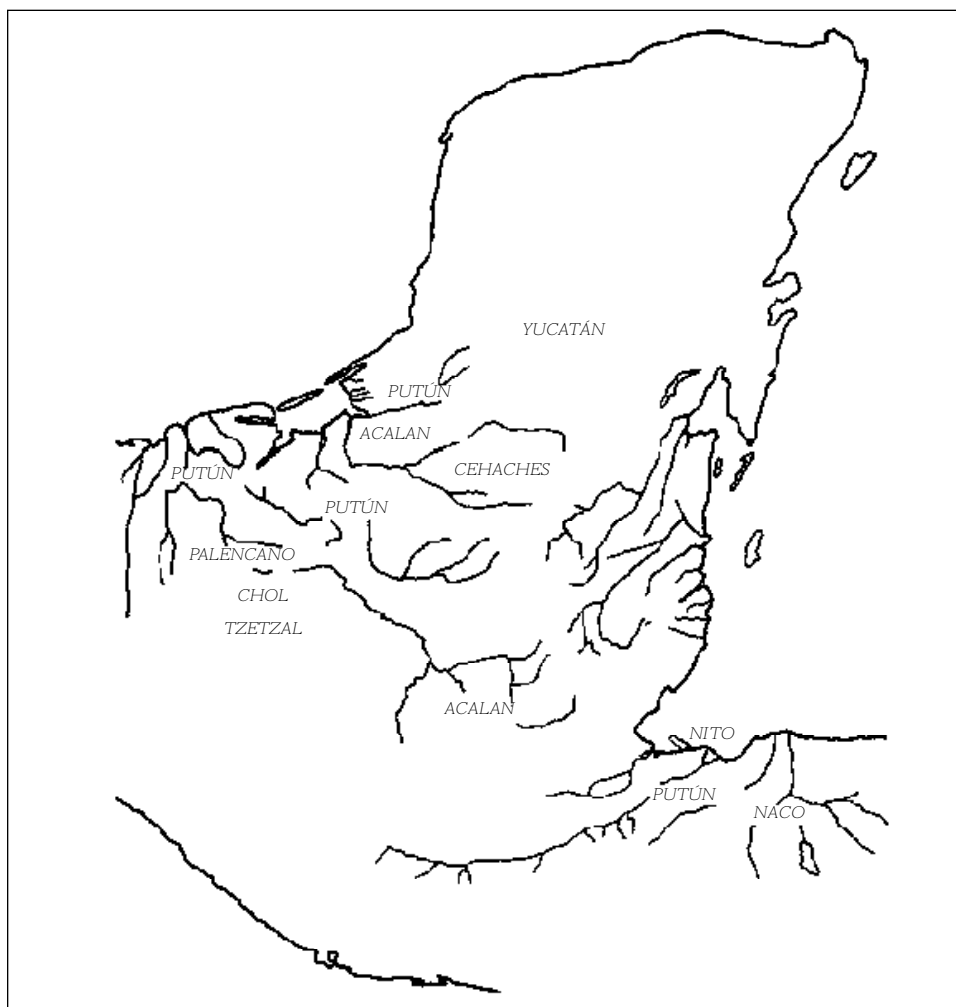 YUCATÁN
PUTÚN
ACALAN
CEHACHES
PUTÚN
PUTÚN
PALENCANO
CHOL
TZETZAL
ACALAN
NITO
PUTÚN
NACO